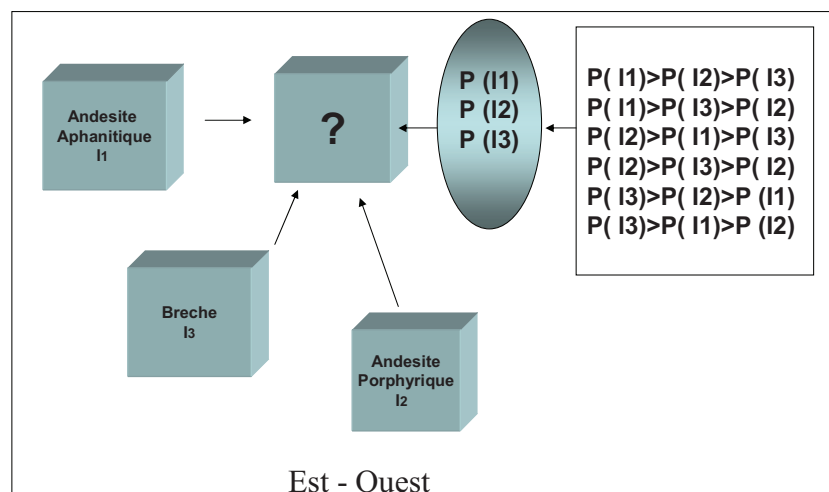 Andesite
Aphanitique
I1
?
P (I1)
P (I2)
P (I3)
P( I1)>P( I2)>P( I3)
P( I1)>P( I3)>P( I2)
P( I2)>P( I1)>P( I3)
P( I2)>P( I3)>P( I2)
P( I3)>P( I2)>P (I1)
P( I3)>P( I1)>P (I2)
Breche
I3
Andesite
Porphyrique
I2
Est - Ouest